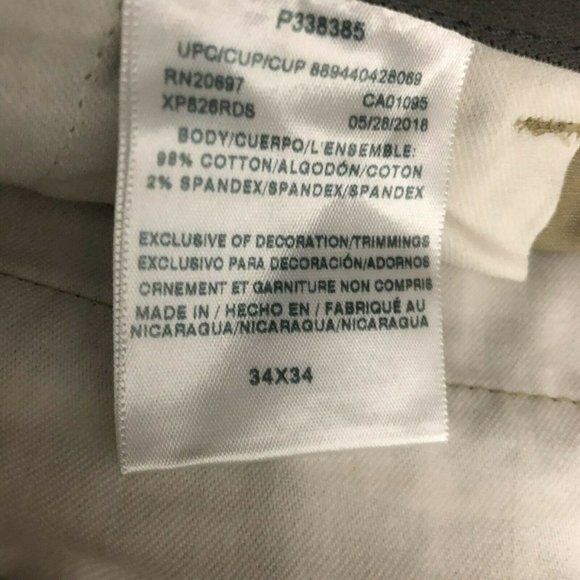 P338385
UPC/CUP/CUP 889440428069
RN20697 CA01095
XP826RDS 05/28/2018
BODY/CUERPO/L'ENSEMBLE:
98% COTTON/ALGODÓN/COTON
2% SPANDEX/SPANDEX/SPANDEX
EXCLUSIVE OF DECORATION/TRIMMINGS
EXCLUSIVO PARA DECORACIÓN/ADORNOS
ORNEMENT ET GARNITURE NON COMPRIS
MADE IN / HECHO EN / FABRIQUÉ AU
NICARAGUA/NICARAGUA/NICARAGUA
34X34